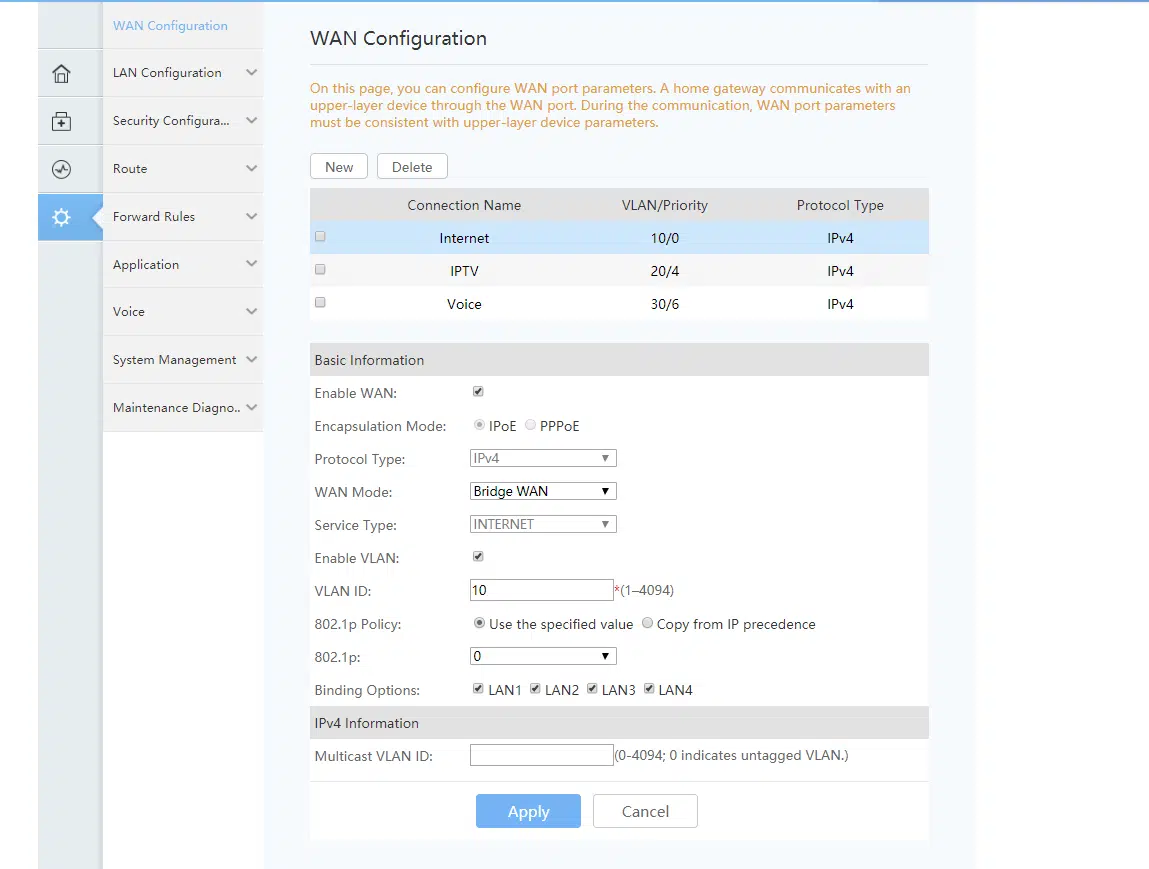 WAN Configuration
LAN Configuration
Security Configura...
Route
Forward Rules
Application
Voice
System Management
Maintenance Diagno..
WAN Configuration
On this page, you can configure WAN port parameters. A home gateway communicates with an
upper-layer device through the WAN port. During the communication, WAN port parameters
must be consistent with upper-layer device parameters.
New Delete
Connection Name VLAN/Priority Protocol Type
Internet 10/0 IPv4
IPTV 20/4 IPv4
Voice 30/6 IPv4
Basic Information
Enable WAN:
Encapsulation Mode: IPoE PPPoE
Protocol Type: IPv4
WAN Mode: Bridge WAN
Service Type: INTERNET
Enable VLAN:
VLAN ID: 10 *(1–4094)
802.1p Policy: Use the specified value Copy from IP precedence
802.1p: 0
Binding Options: LAN1 LAN2 LAN3 LAN4
IPv4 Information
Multicast VLAN ID: (0-4094; 0 indicates untagged VLAN.)
Apply Cancel